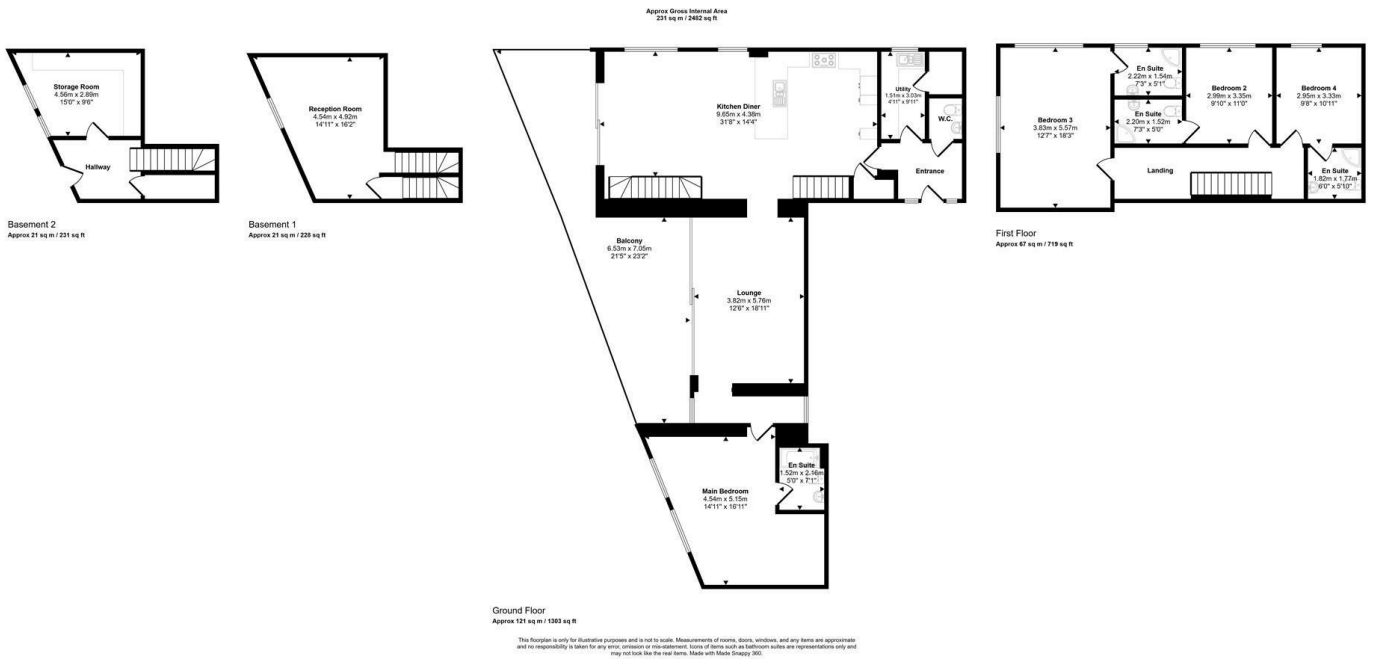 Approx Gross Internal Area
231 sq m / 2482 sq ft
Storage Room
4.56m x 2.89m
15'0" x 9'6"
Hallway
Basement 2
Approx 21 sq m / 231 sq ft
Reception Room
4.54m x 4.92m
14'11" x 16'2"
Basement 1
Approx 21 sq m / 228 sq ft
Kitchen Diner
9.65m x 4.38m
31'8" x 14'4"
Utility
1.51m x 3.03m
4'11" x 9'11"
W.C.
Entrance
Balcony
6.53m x 7.05m
21'5" x 23'2"
Lounge
3.82m x 5.76m
12'6" x 18'11"
Main Bedroom
4.54m x 5.15m
14'11" x 16'11"
En Suite
1.52m x 2.16m
5'0" x 7'1"
Ground Floor
Approx 121 sq m / 1303 sq ft
Bedroom 3
3.83m x 5.57m
12'7" x 18'3"
En Suite
2.22m x 1.54m
7'3" x 5'1"
En Suite
2.20m x 1.52m
7'3" x 5'0"
Bedroom 2
2.99m x 3.35m
9'10" x 11'0"
Bedroom 4
2.95m x 3.33m
9'8" x 10'11"
Landing
En Suite
1.82m x 1.77m
6'0" x 5'10"
First Floor
Approx 67 sq m / 719 sq ft
This floorplan is only for illustrative purposes and is not to scale. Measurements of rooms, doors, windows, and any items are approximate
and no responsibility is taken for any error, omission or mis-statement. Icons of items such as bathroom suites are representations only and
may not look like the real items. Made with Made Snappy 360.